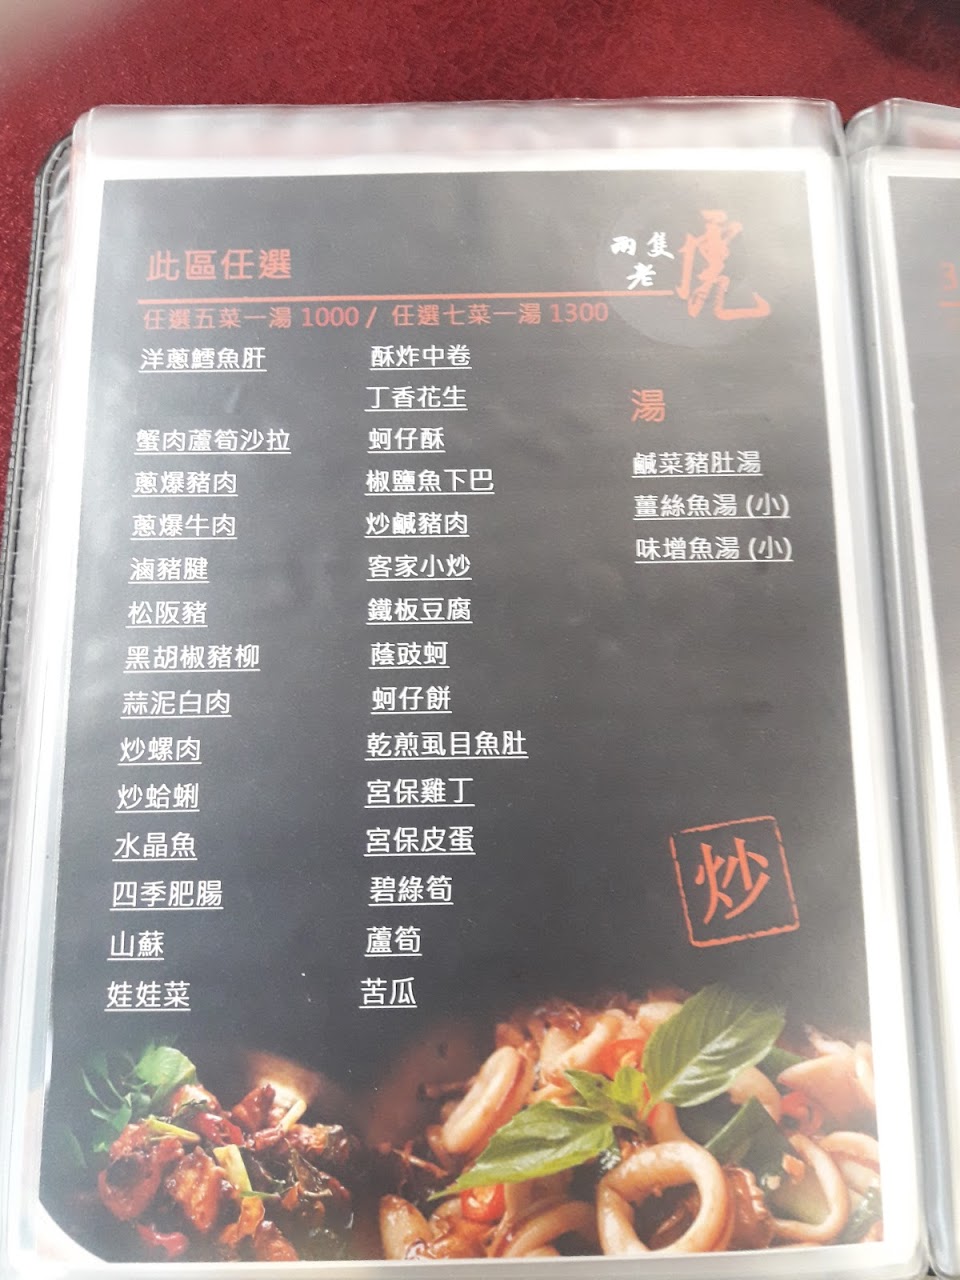 兩隻
老
虎
此區任選
任選五菜一湯 1000 / 任選七菜一湯 1300
洋蔥鱈魚肝
蟹肉蘆筍沙拉
蔥爆豬肉
蔥爆牛肉
滷豬腱
松阪豬
黑胡椒豬柳
蒜泥白肉
炒螺肉
炒蛤蜊
水晶魚
四季肥腸
山蘇
娃娃菜
酥炸中卷
丁香花生
蚵仔酥
椒鹽魚下巴
炒鹹豬肉
客家小炒
鐵板豆腐
蔭豉蚵
蚵仔餅
乾煎虱目魚肚
宮保雞丁
宮保皮蛋
碧綠筍
蘆筍
苦瓜
湯
鹹菜豬肚湯
薑絲魚湯 (小)
味增魚湯 (小)
炒